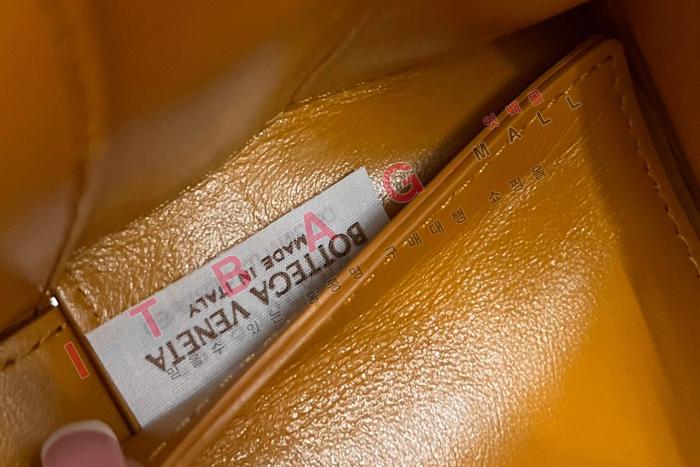 BOTTEGA VENETA
MADE IN ITALY
ITBAG
잇백몰
MALL
믿을 수 있는
구매대행 쇼핑몰